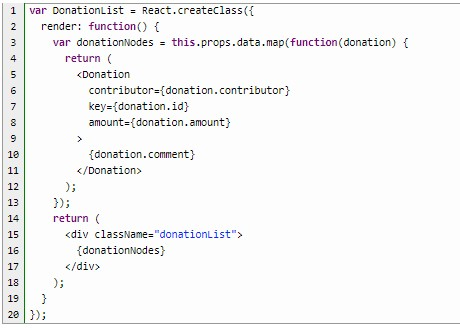 1 var DonationList = React.createClass({
2   render: function() {
3     var donationNodes = this.props.data.map(function(donation) {
4       return (
5         <Donation
6           contributor={donation.contributor}
7           key={donation.id}
8           amount={donation.amount}
9         >
10           {donation.comment}
11         </Donation>
12       );
13     });
14     return (
15       <div className="donationList">
16         {donationNodes}
17       </div>
18     );
19   }
20 });